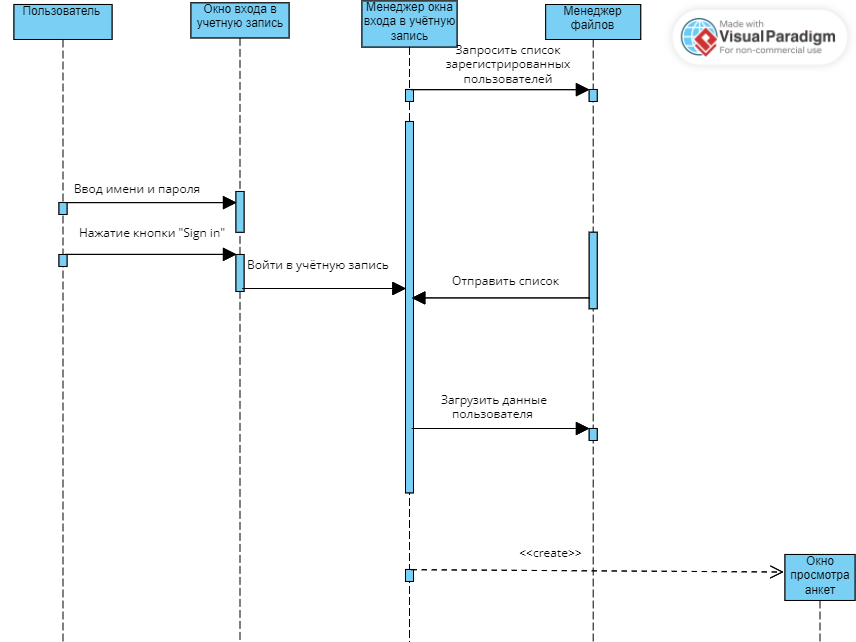 Пользователь
Окно входа в
учетную запись
Менеджер окна
входа в учётную
запись
Менеджер
файлов
Made with
VisualParadigm
For non-commercial use
Запросить список
зарегистрированных
пользователей
Ввод имени и пароля
Нажатие кнопки "Sign in"
Войти в учётную запись
Отправить список
Загрузить данные
пользователя
<<create>>
Окно
просмотра
анкет